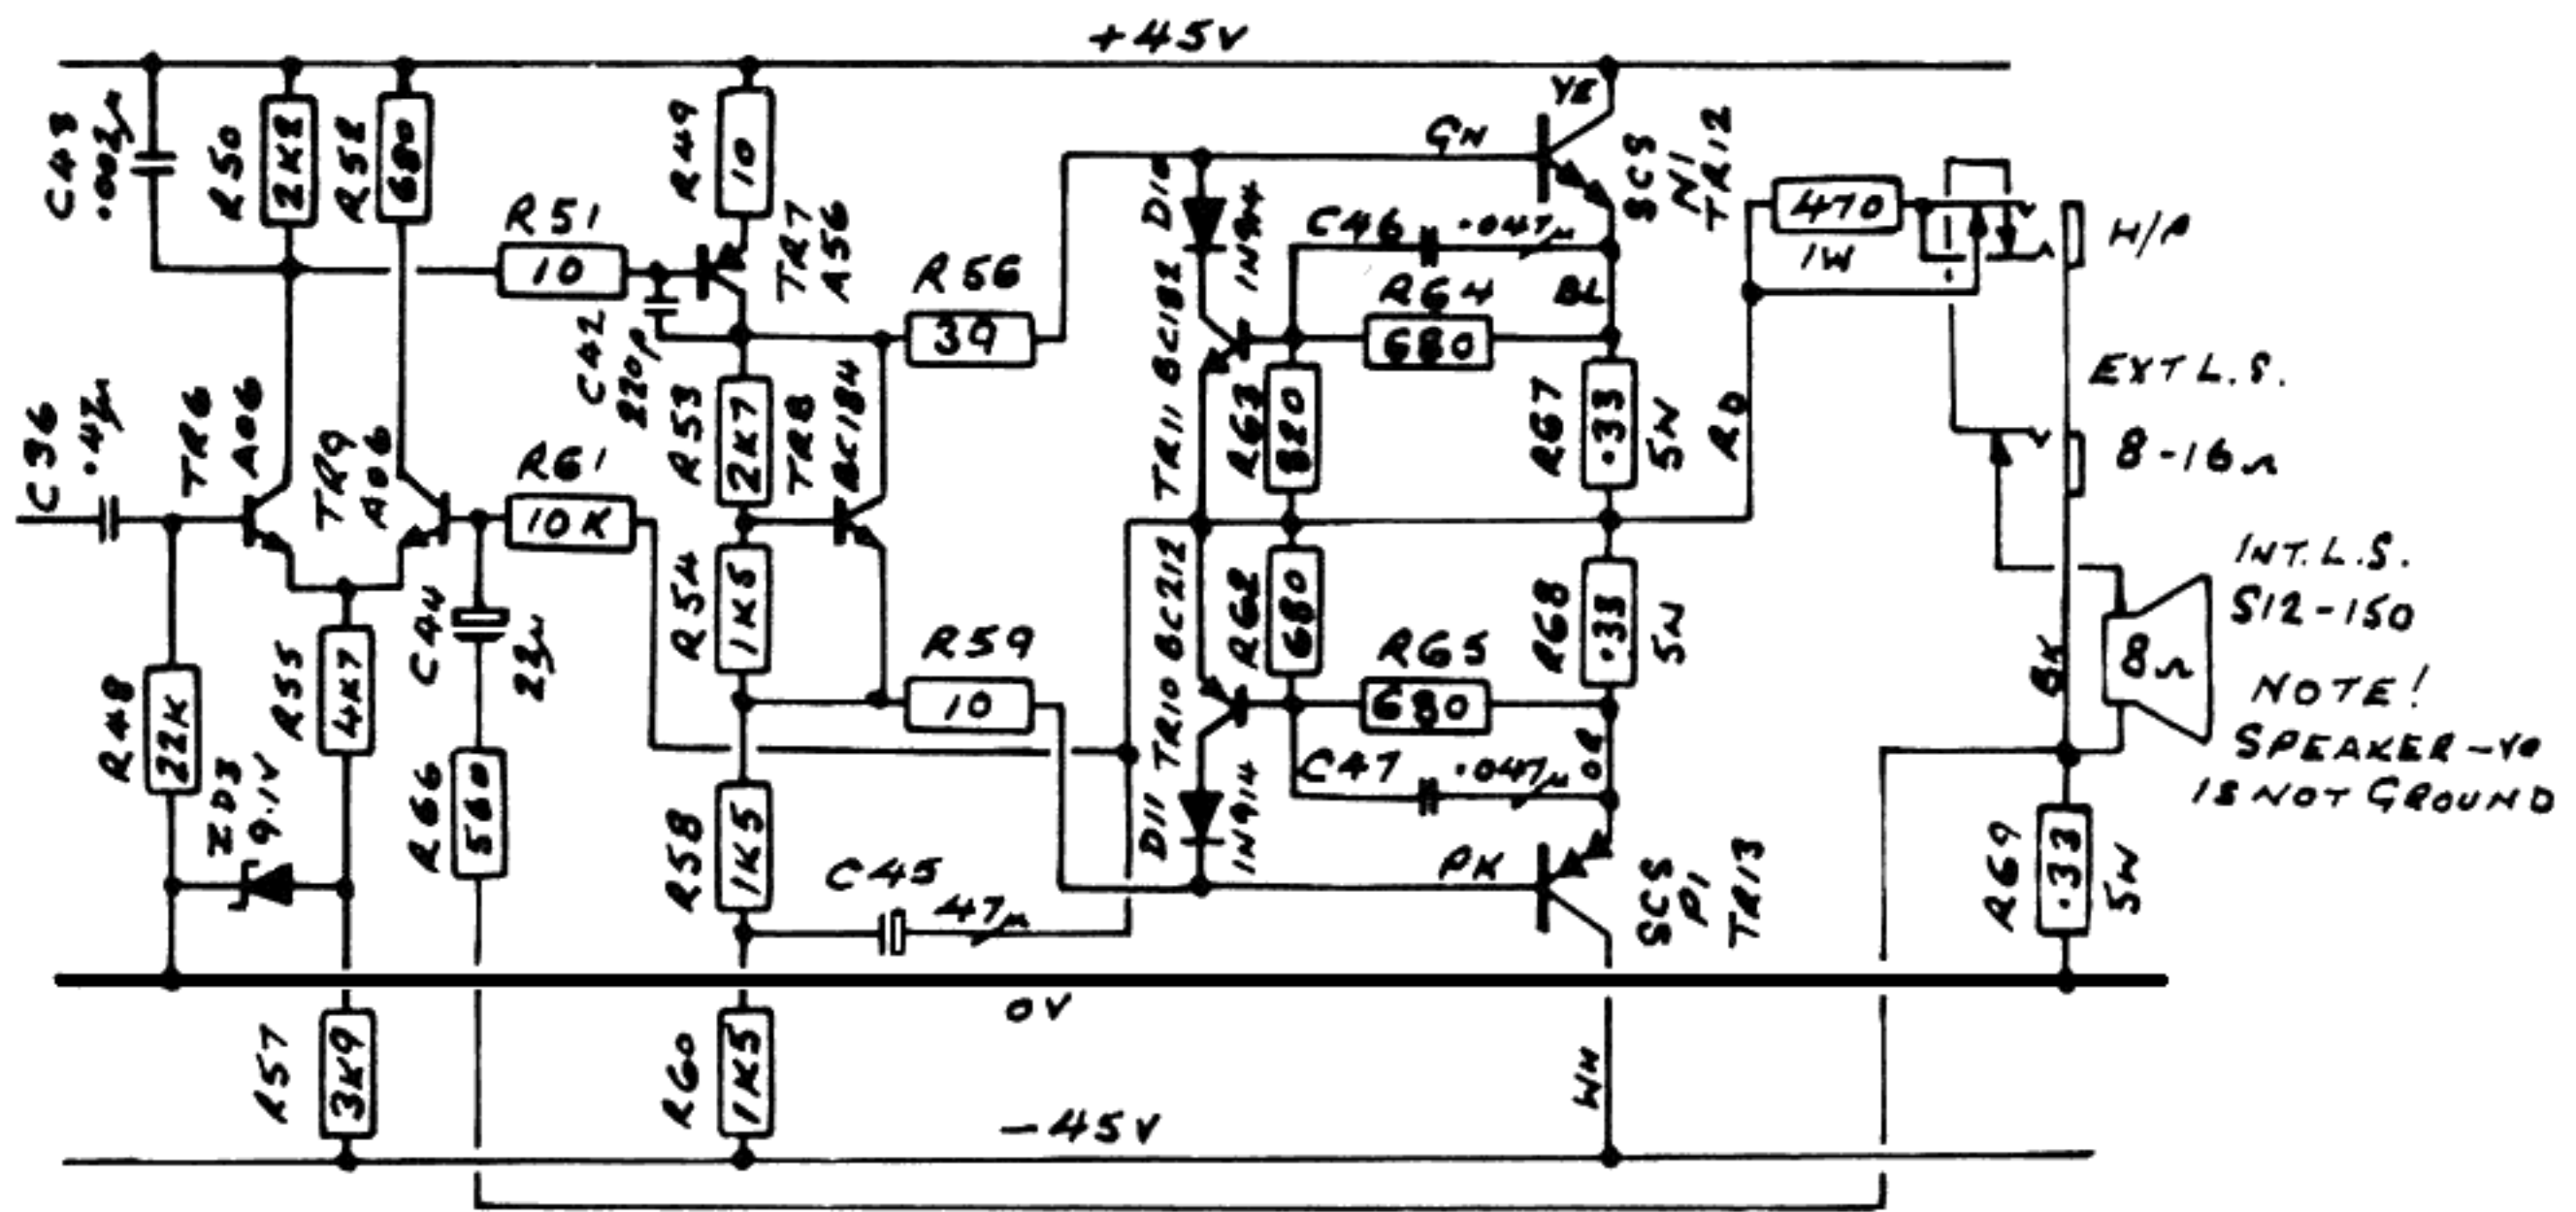 +45V
C43
.002µ
R50
2K2
R52
680
R49
10
R51
10
TR7
A56
C42
220P
R53
2K7
TR8
BC184
R56
39
GN
YE
SCS
N1
TR12
D10
1N914
C46
.047µ
R64
680
BL
TR11 BC182
R63
820
R67
.33
5W
RD
470
1W
H/P
EXT L.S.
8-16Ω
C36
.47µ
TR6
A06
TR9
A06
R61
10K
R54
1K5
C44
22µ
R55
4K7
R48
22K
ZD3
9.1V
R66
560
R59
10
R58
1K5
C45
47µ
TR10 BC212
R62
680
R65
680
R68
.33
5W
C47
.047µ
OR
D11
1N914
PK
SCS
P1
TR13
INT. L.S.
S12-150
8Ω
BK
NOTE!
SPEAKER -VE
IS NOT GROUND
R69
.33
5W
0V
R57
3K9
R60
1K5
-45V
WH